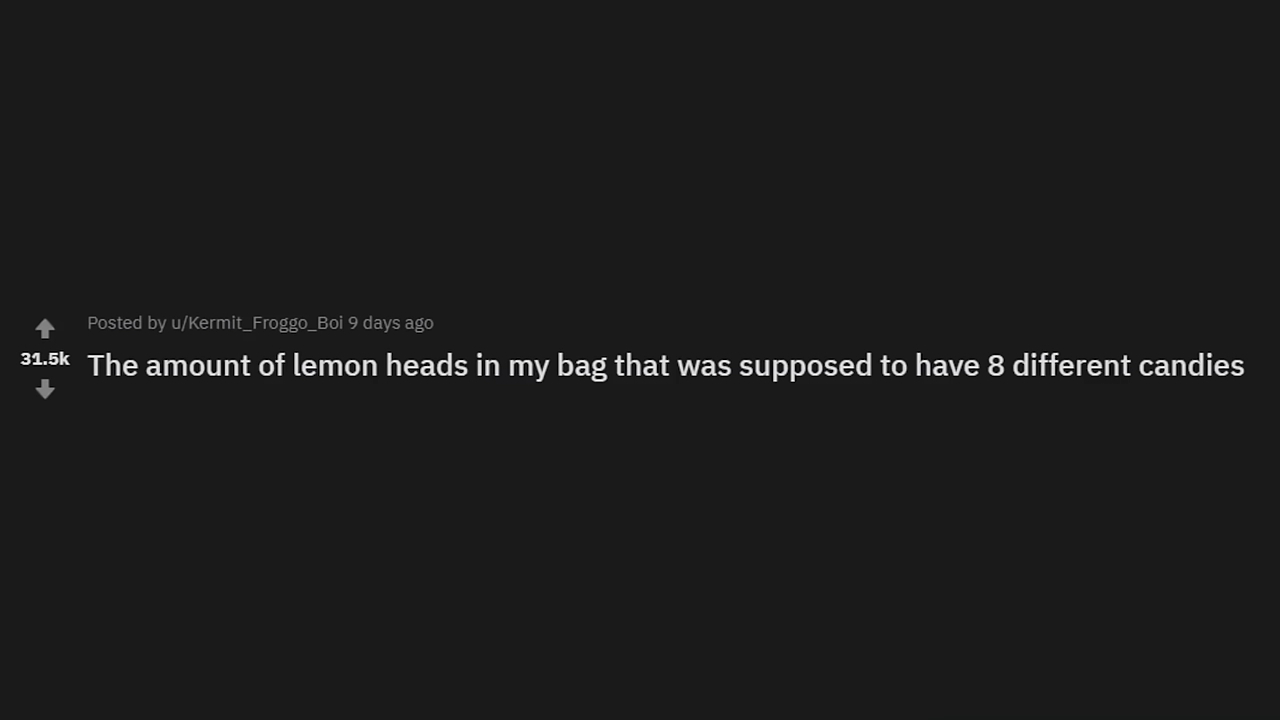 Posted by u/Kermit_Froggo_Boi 9 days ago
31.5k
The amount of lemon heads in my bag that was supposed to have 8 different candies